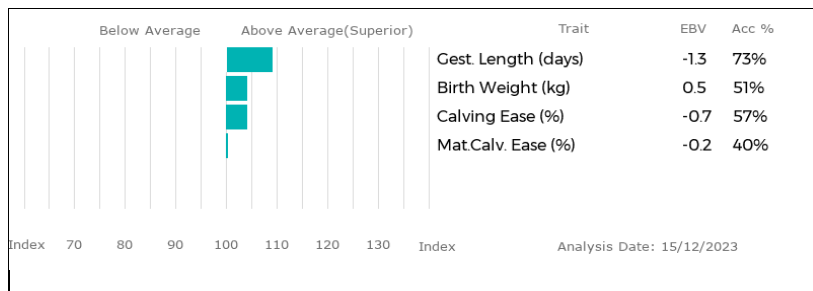 Below Average Above Average(Superior) Trait EBV Acc %
Gest. Length (days) -1.3 73%
Birth Weight (kg) 0.5 51%
Calving Ease (%) -0.7 57%
Mat.Calv. Ease (%) -0.2 40%
Index 70 80 90 100 110 120 130 Index Analysis Date: 15/12/2023